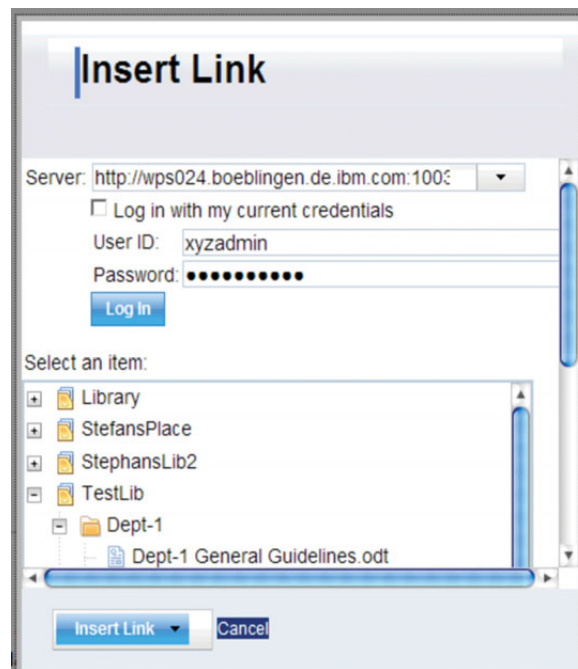 Insert Link
Server: http://wps024.boeblingen.de.ibm.com:1003
Log in with my current credentials
User ID: xyzadmin
Password: ●●●●●●●●●●
Log In
Select an item:
Library
StefansPlace
StephansLib2
TestLib
Dept-1
Dept-1 General Guidelines.odt
Insert Link Cancel